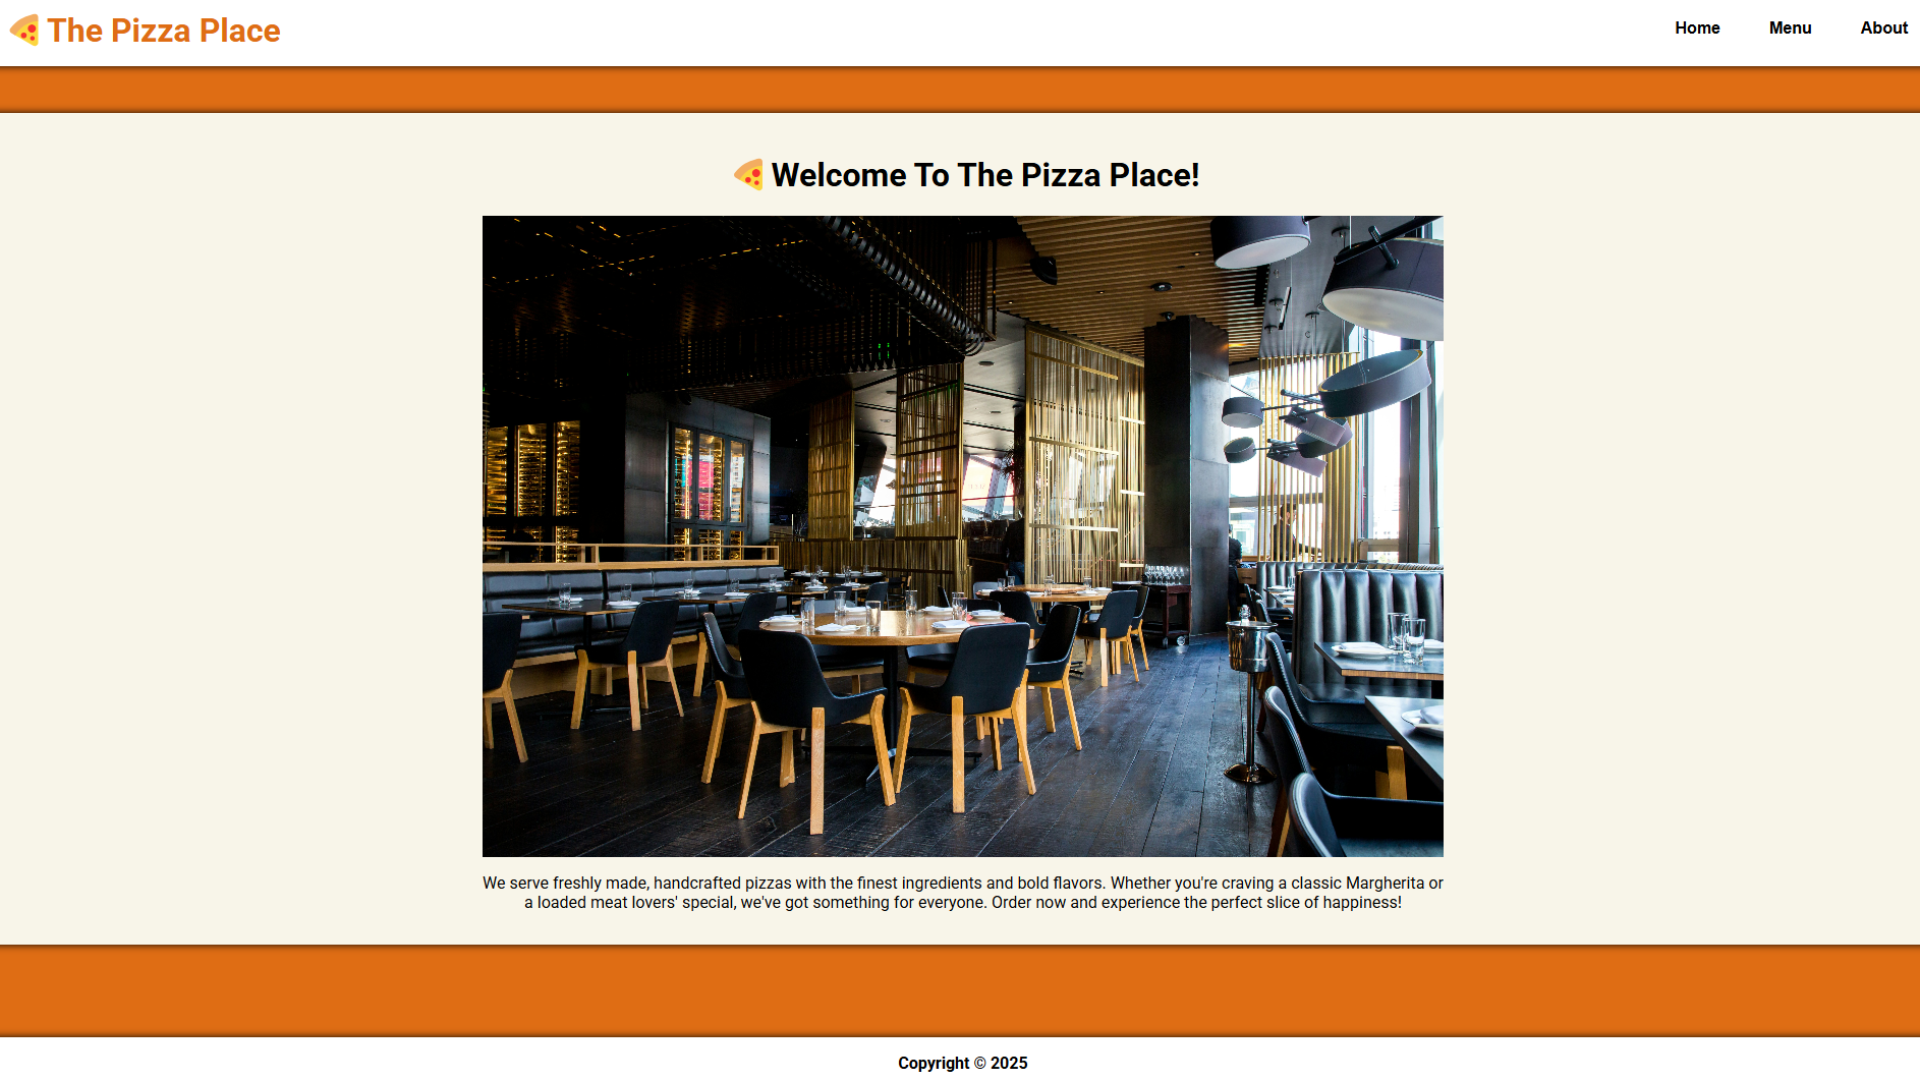 The Pizza Place
Home
Menu
About
Welcome To The Pizza Place!
We serve freshly made, handcrafted pizzas with the finest ingredients and bold flavors. Whether you're craving a classic Margherita or
a loaded meat lovers' special, we've got something for everyone. Order now and experience the perfect slice of happiness!
Copyright © 2025